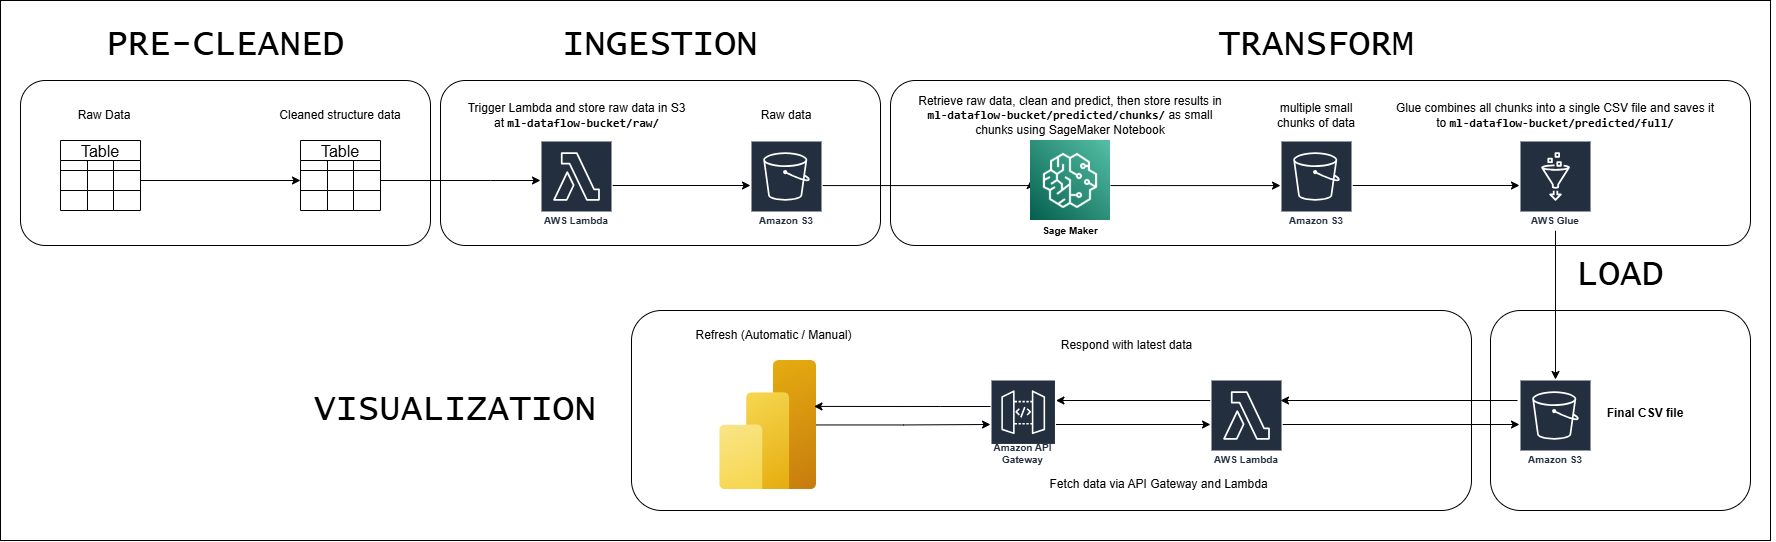 PRE-CLEANED
INGESTION
TRANSFORM
Raw Data
Cleaned structure data
Table
Table
Trigger Lambda and store raw data in S3
at ml-dataflow-bucket/raw/
Raw data
AWS Lambda
Amazon S3
Retrieve raw data, clean and predict, then store results in
ml-dataflow-bucket/predicted/chunks/ as small
chunks using SageMaker Notebook
multiple small
chunks of data
Glue combines all chunks into a single CSV file and saves it
to ml-dataflow-bucket/predicted/full/
Sage Maker
Amazon S3
AWS Glue
LOAD
VISUALIZATION
Refresh (Automatic / Manual)
Respond with latest data
Amazon API
Gateway
AWS Lambda
Fetch data via API Gateway and Lambda
Final CSV file
Amazon S3